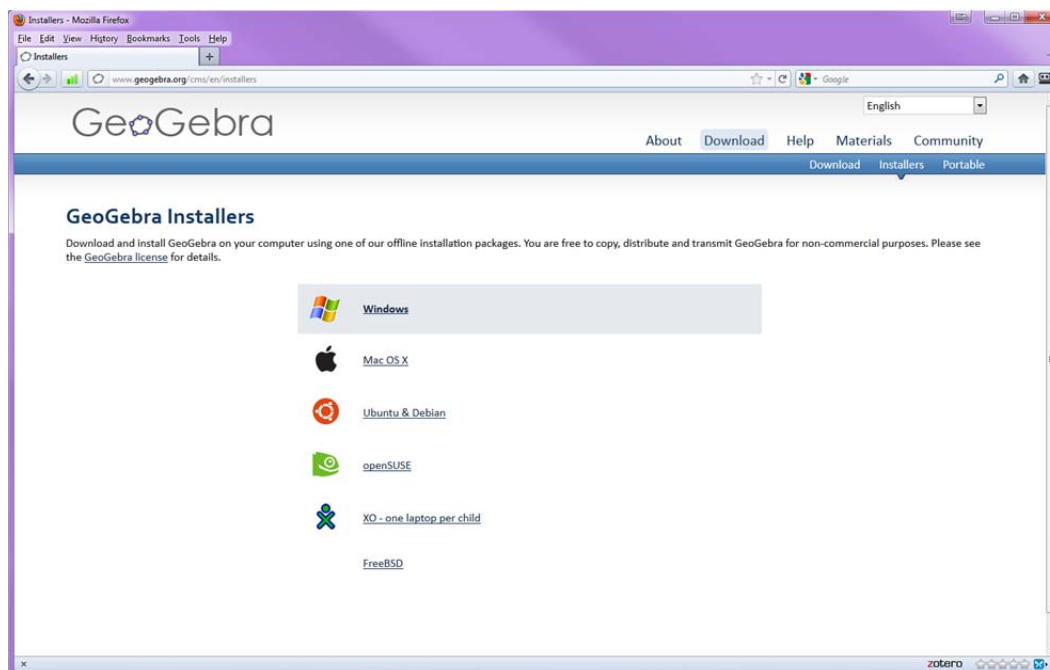 Installers - Mozilla Firefox
File Edit View History Bookmarks Tools Help
Installers +
www.geogebra.org/cms/en/installers Google
English
GeoGebra
About Download Help Materials Community
Download Installers Portable
GeoGebra Installers
Download and install GeoGebra on your computer using one of our offline installation packages. You are free to copy, distribute and transmit GeoGebra for non-commercial purposes. Please see
the GeoGebra license for details.
Windows
Mac OS X
Ubuntu & Debian
openSUSE
XO - one laptop per child
FreeBSD
x zotero